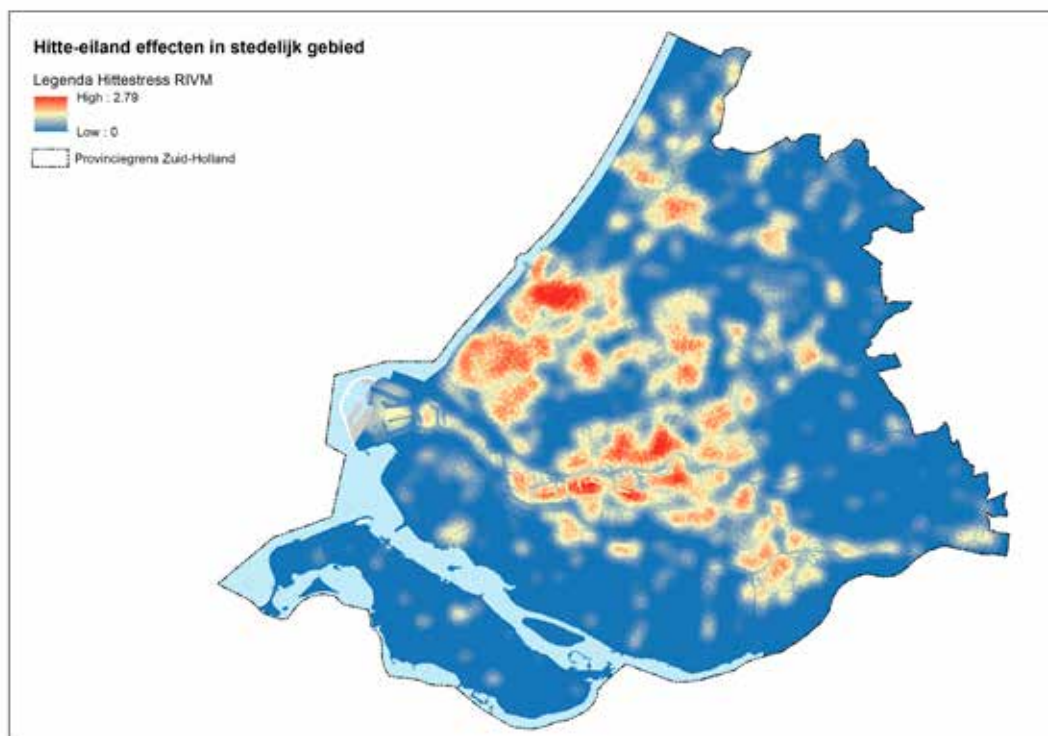 Hitte-eiland effecten in stedelijk gebied
Legenda Hittestress RIVM
High : 2.79
Low : 0
Provinciegrens Zuid-Holland